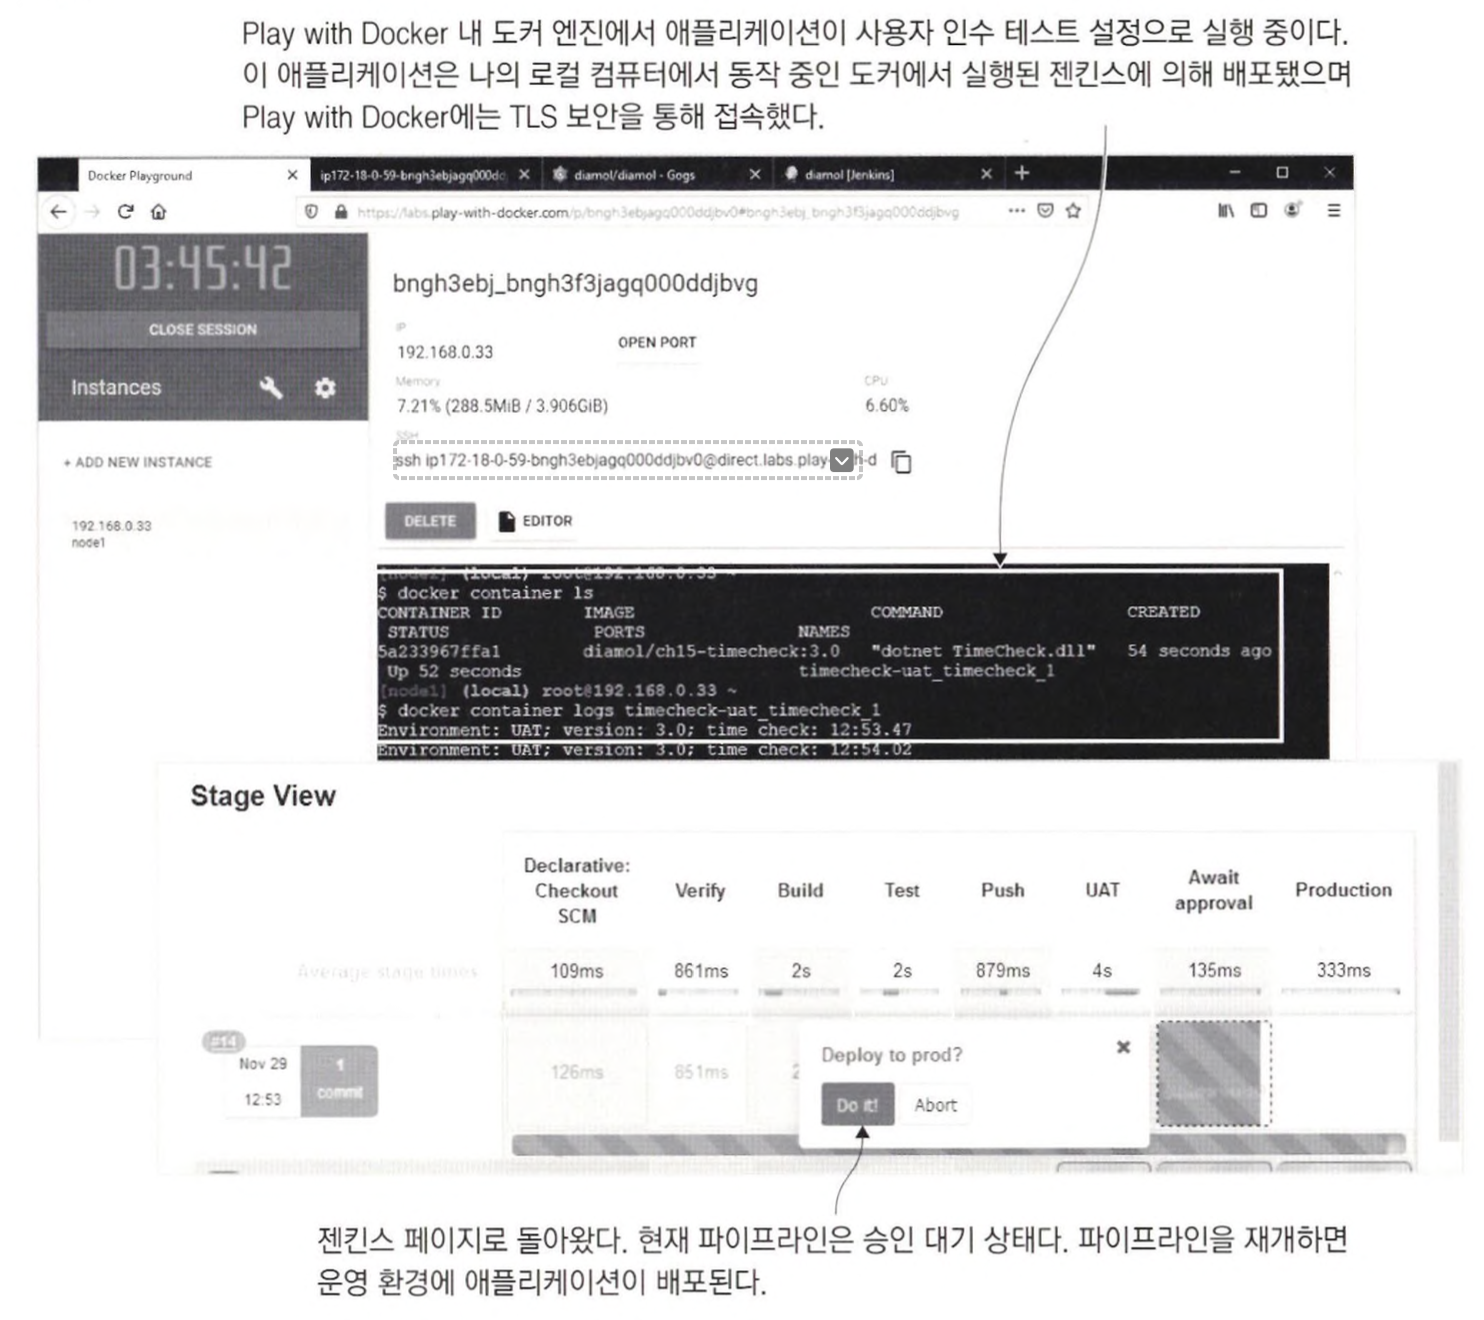 Play with Docker 내 도커 엔진에서 애플리케이션이 사용자 인수 테스트 설정으로 실행 중이다.
이 애플리케이션은 나의 로컬 컴퓨터에서 동작 중인 도커에서 실행된 젠킨스에 의해 배포됐으며
Play with Docker에는 TLS 보안을 통해 접속했다.
Docker Playground
ip172-18-0-59-bngh3ebjagq000dc
diamol/diamol - Gogs
diamol [Jenkins]
https://labs.play-with-docker.com/p/bngh3ebjagq000ddjbv0#bngh3ebj_bngh3f3jagq000ddjbvg
03:45:42
CLOSE SESSION
Instances
+ ADD NEW INSTANCE
192.168.0.33
node1
bngh3ebj_bngh3f3jagq000ddjbvg
IP
192.168.0.33
OPEN PORT
Memory
7.21% (288.5MiB / 3.906GiB)
CPU
6.60%
SSH
ssh ip172-18-0-59-bngh3ebjagq000ddjbv0@direct.labs.play
h-d
DELETE
EDITOR
[node1] (local) root@192.168.0.33 ~
$ docker container ls
CONTAINER ID IMAGE COMMAND CREATED
STATUS PORTS NAMES
5a233967ffa1 diamol/ch15-timecheck:3.0 "dotnet TimeCheck.dll" 54 seconds ago
Up 52 seconds timecheck-uat_timecheck_1
[node1] (local) root@192.168.0.33 ~
$ docker container logs timecheck-uat_timecheck_1
Environment: UAT; version: 3.0; time check: 12:53.47
Environment: UAT; version: 3.0; time check: 12:54.02
Stage View
Declarative:
Checkout
SCM
Verify
Build
Test
Push
UAT
Await
approval
Production
Average stage times
109ms 861ms 2s 2s 879ms 4s 135ms 333ms
#14
Nov 29
12:53
1
commit
126ms 851ms 2
Deploy to prod?
Do it!
Abort
젠킨스 페이지로 돌아왔다. 현재 파이프라인은 승인 대기 상태다. 파이프라인을 재개하면
운영 환경에 애플리케이션이 배포된다.